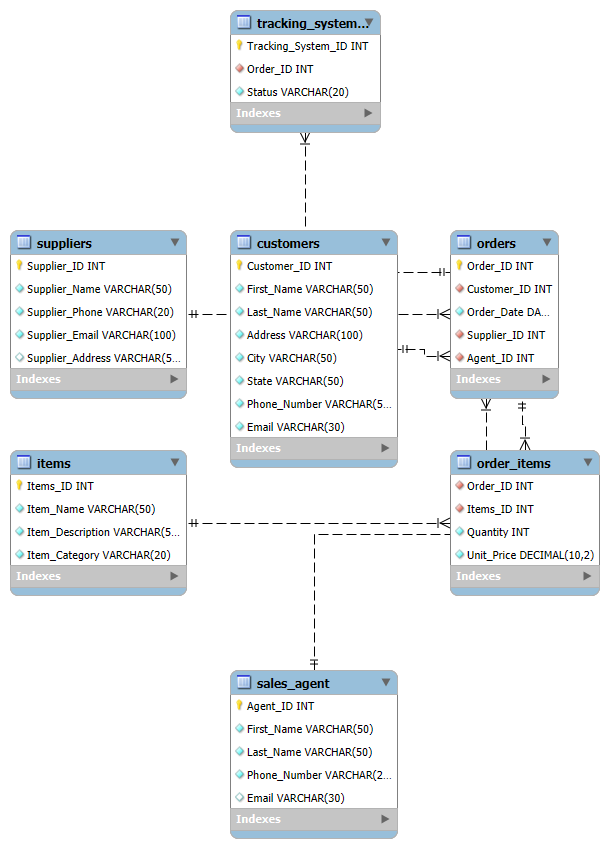 tracking_system...
Tracking_System_ID INT
Order_ID INT
Status VARCHAR(20)
Indexes
suppliers
Supplier_ID INT
Supplier_Name VARCHAR(50)
Supplier_Phone VARCHAR(20)
Supplier_Email VARCHAR(100)
Supplier_Address VARCHAR(5...
Indexes
customers
Customer_ID INT
First_Name VARCHAR(50)
Last_Name VARCHAR(50)
Address VARCHAR(100)
City VARCHAR(50)
State VARCHAR(50)
Phone_Number VARCHAR(5...
Email VARCHAR(30)
Indexes
orders
Order_ID INT
Customer_ID INT
Order_Date DA...
Supplier_ID INT
Agent_ID INT
Indexes
items
Items_ID INT
Item_Name VARCHAR(50)
Item_Description VARCHAR(5...
Item_Category VARCHAR(20)
Indexes
order_items
Order_ID INT
Items_ID INT
Quantity INT
Unit_Price DECIMAL(10,2)
Indexes
sales_agent
Agent_ID INT
First_Name VARCHAR(50)
Last_Name VARCHAR(50)
Phone_Number VARCHAR(2...
Email VARCHAR(30)
Indexes